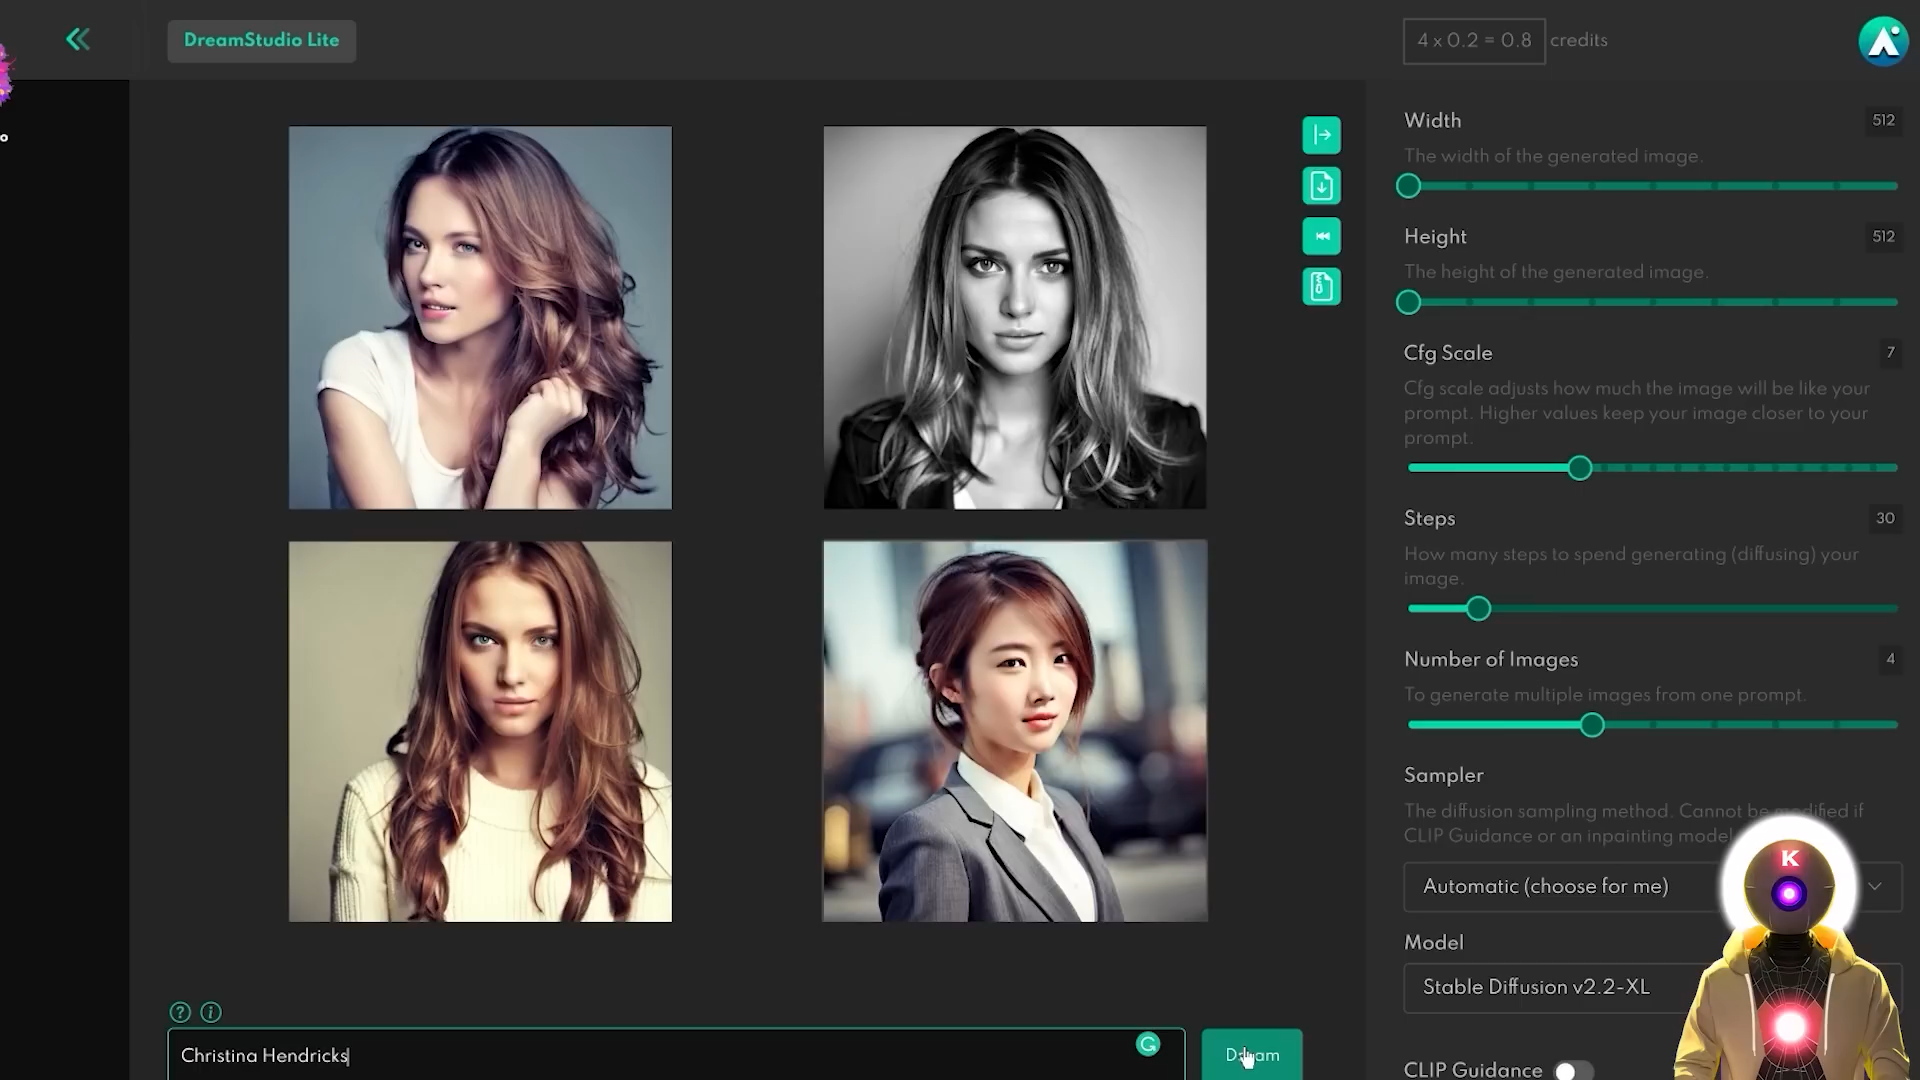 DreamStudio Lite
4 x 0.2 = 0.8 credits
o
Width
512
The width of the generated image.
Height
512
The height of the generated image.
Cfg Scale
7
Cfg scale adjusts how much the image will be like your
prompt. Higher values keep your image closer to your
prompt.
Steps
30
How many steps to spend generating (diffusing) your
image.
Number of Images
4
To generate multiple images from one prompt.
Sampler
The diffusion sampling method. Cannot be modified if
CLIP Guidance or an inpainting model
Automatic (choose for me)
K
Model
Stable Diffusion v2.2-XL
? i
Christina Hendricks
G
Dream
CLIP Guidance